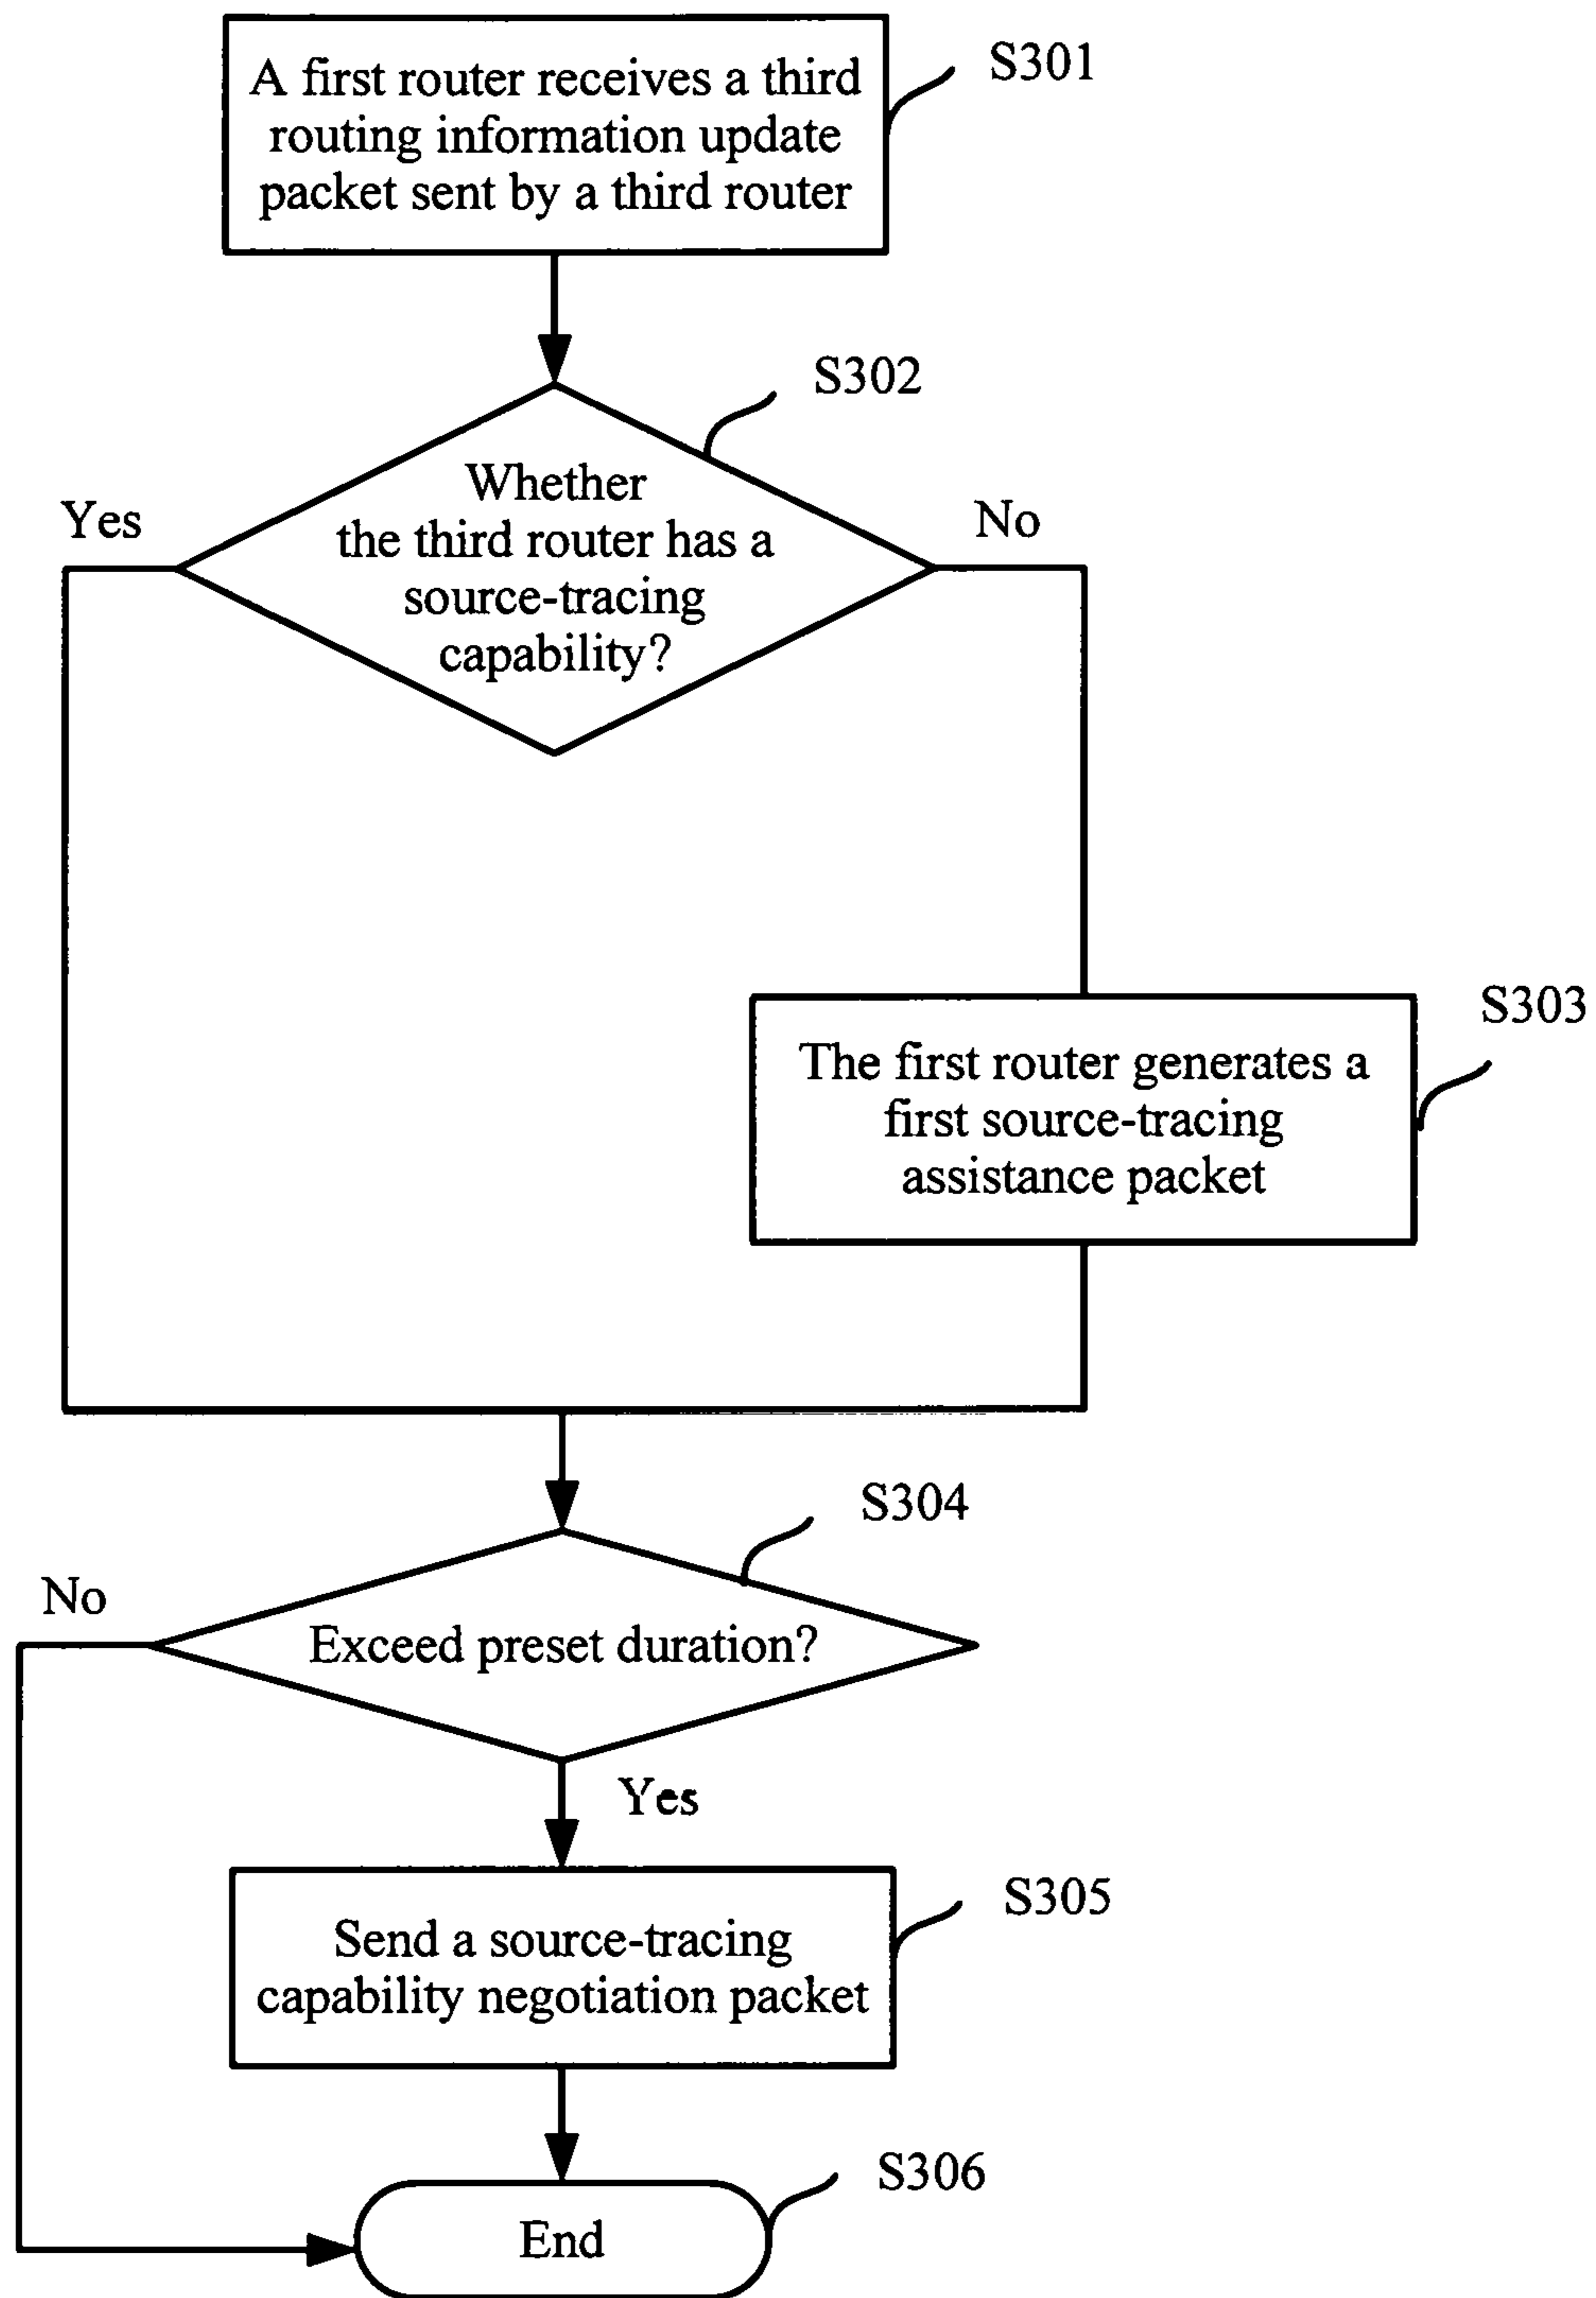 A first router receives a third
routing information update
packet sent by a third router
S301
S302
Whether
the third router has a
source-tracing
capability?
Yes
No
S303
The first router generates a
first source-tracing
assistance packet
S304
No
Exceed preset duration?
Yes
S305
Send a source-tracing
capability negotiation packet
S306
End